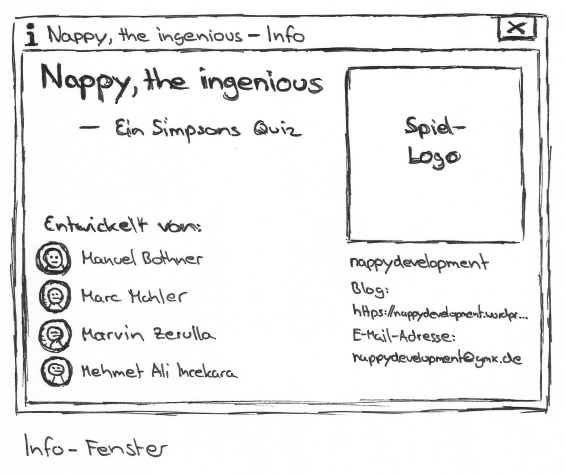 i Nappy, the ingenious – Info X
Nappy, the ingenious
– Ein Simpsons Quiz
Spiel-
Logo
Entwickelt von:
Manuel Bothner
Marc Mahler
Marvin Zerulla
Mehmet Ali Incekara
nappydevelopment
Blog:
https://nappydevelopment.wordpr...
E-Mail-Adresse:
nappydevelopment@gmx.de
Info-Fenster